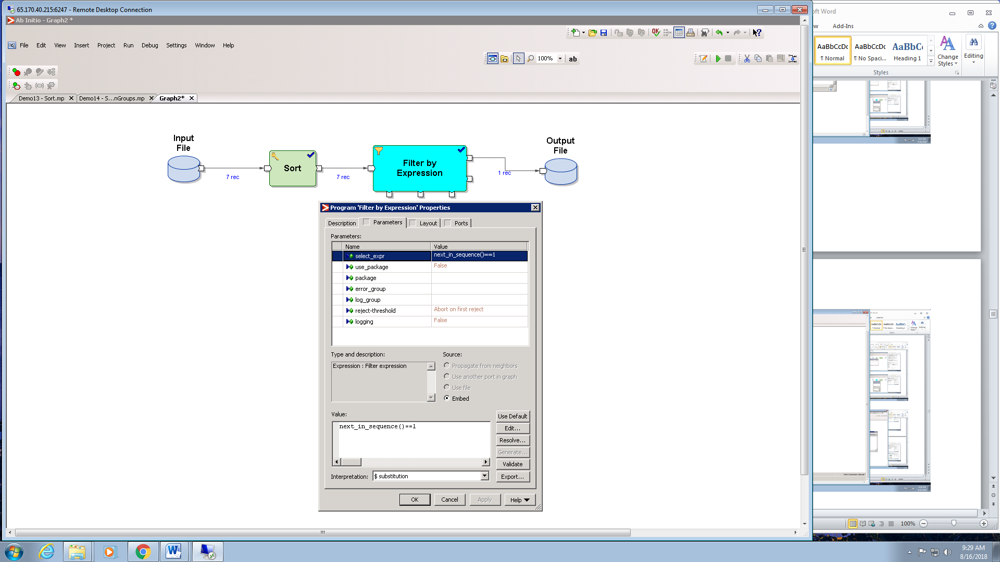 65.170.40.215:6247 - Remote Desktop Connection
Ab Initio - Graph2 *
File Edit View Insert Project Run Debug Settings Window Help
100% ab
Demo13 - Sort.mp
Demo14 - S...nGroups.mp
Graph2*
Input
File
Sort
Filter by
Expression
Output
File
7 rec
7 rec
1 rec
Program 'Filter by Expression' Properties
Description Parameters Layout Ports
Parameters:
Name Value
select_expr next_in_sequence()==1
use_package False
package
error_group
log_group
reject-threshold Abort on first reject
logging False
Type and description:
Expression : Filter expression
Source:
Propagate from neighbors
Use another port in graph
Use file
Embed
Value:
next_in_sequence()==1
Use Default
Edit...
Resolve...
Generate...
Validate
Export...
Interpretation: $ substitution
OK Cancel Apply Help
oft Word
ew Add-Ins
AaBbCcDc AaBbCcDc AaBbC
¶ Normal ¶ No Spaci... Heading 1
Change
Styles
Editing
Styles
100%
9:29 AM
8/16/2018